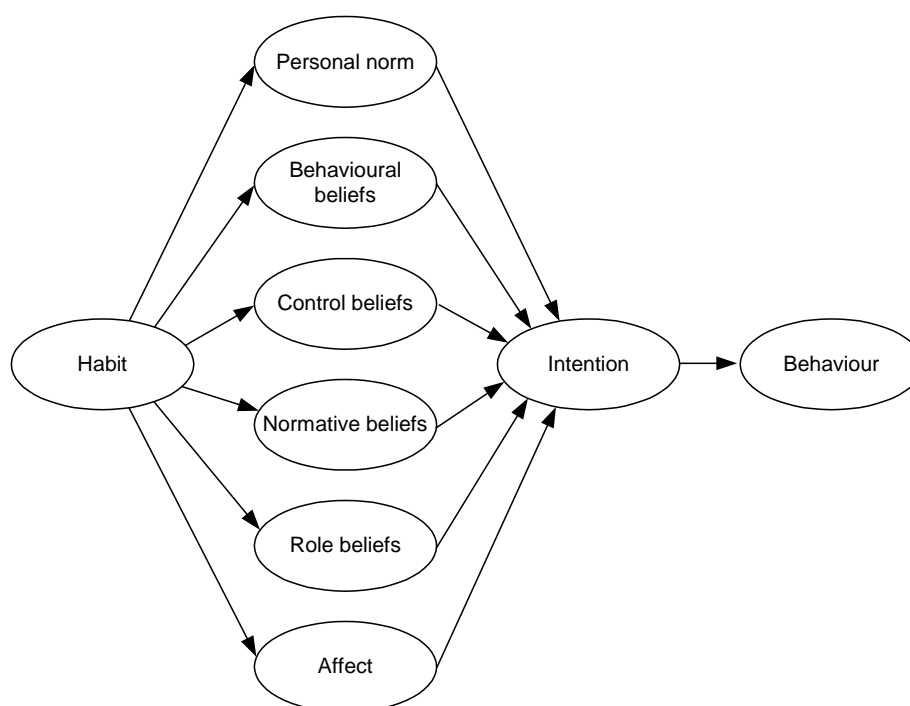 Personal norm
Behavioural
beliefs
Control beliefs
Habit
Intention
Behaviour
Normative beliefs
Role beliefs
Affect